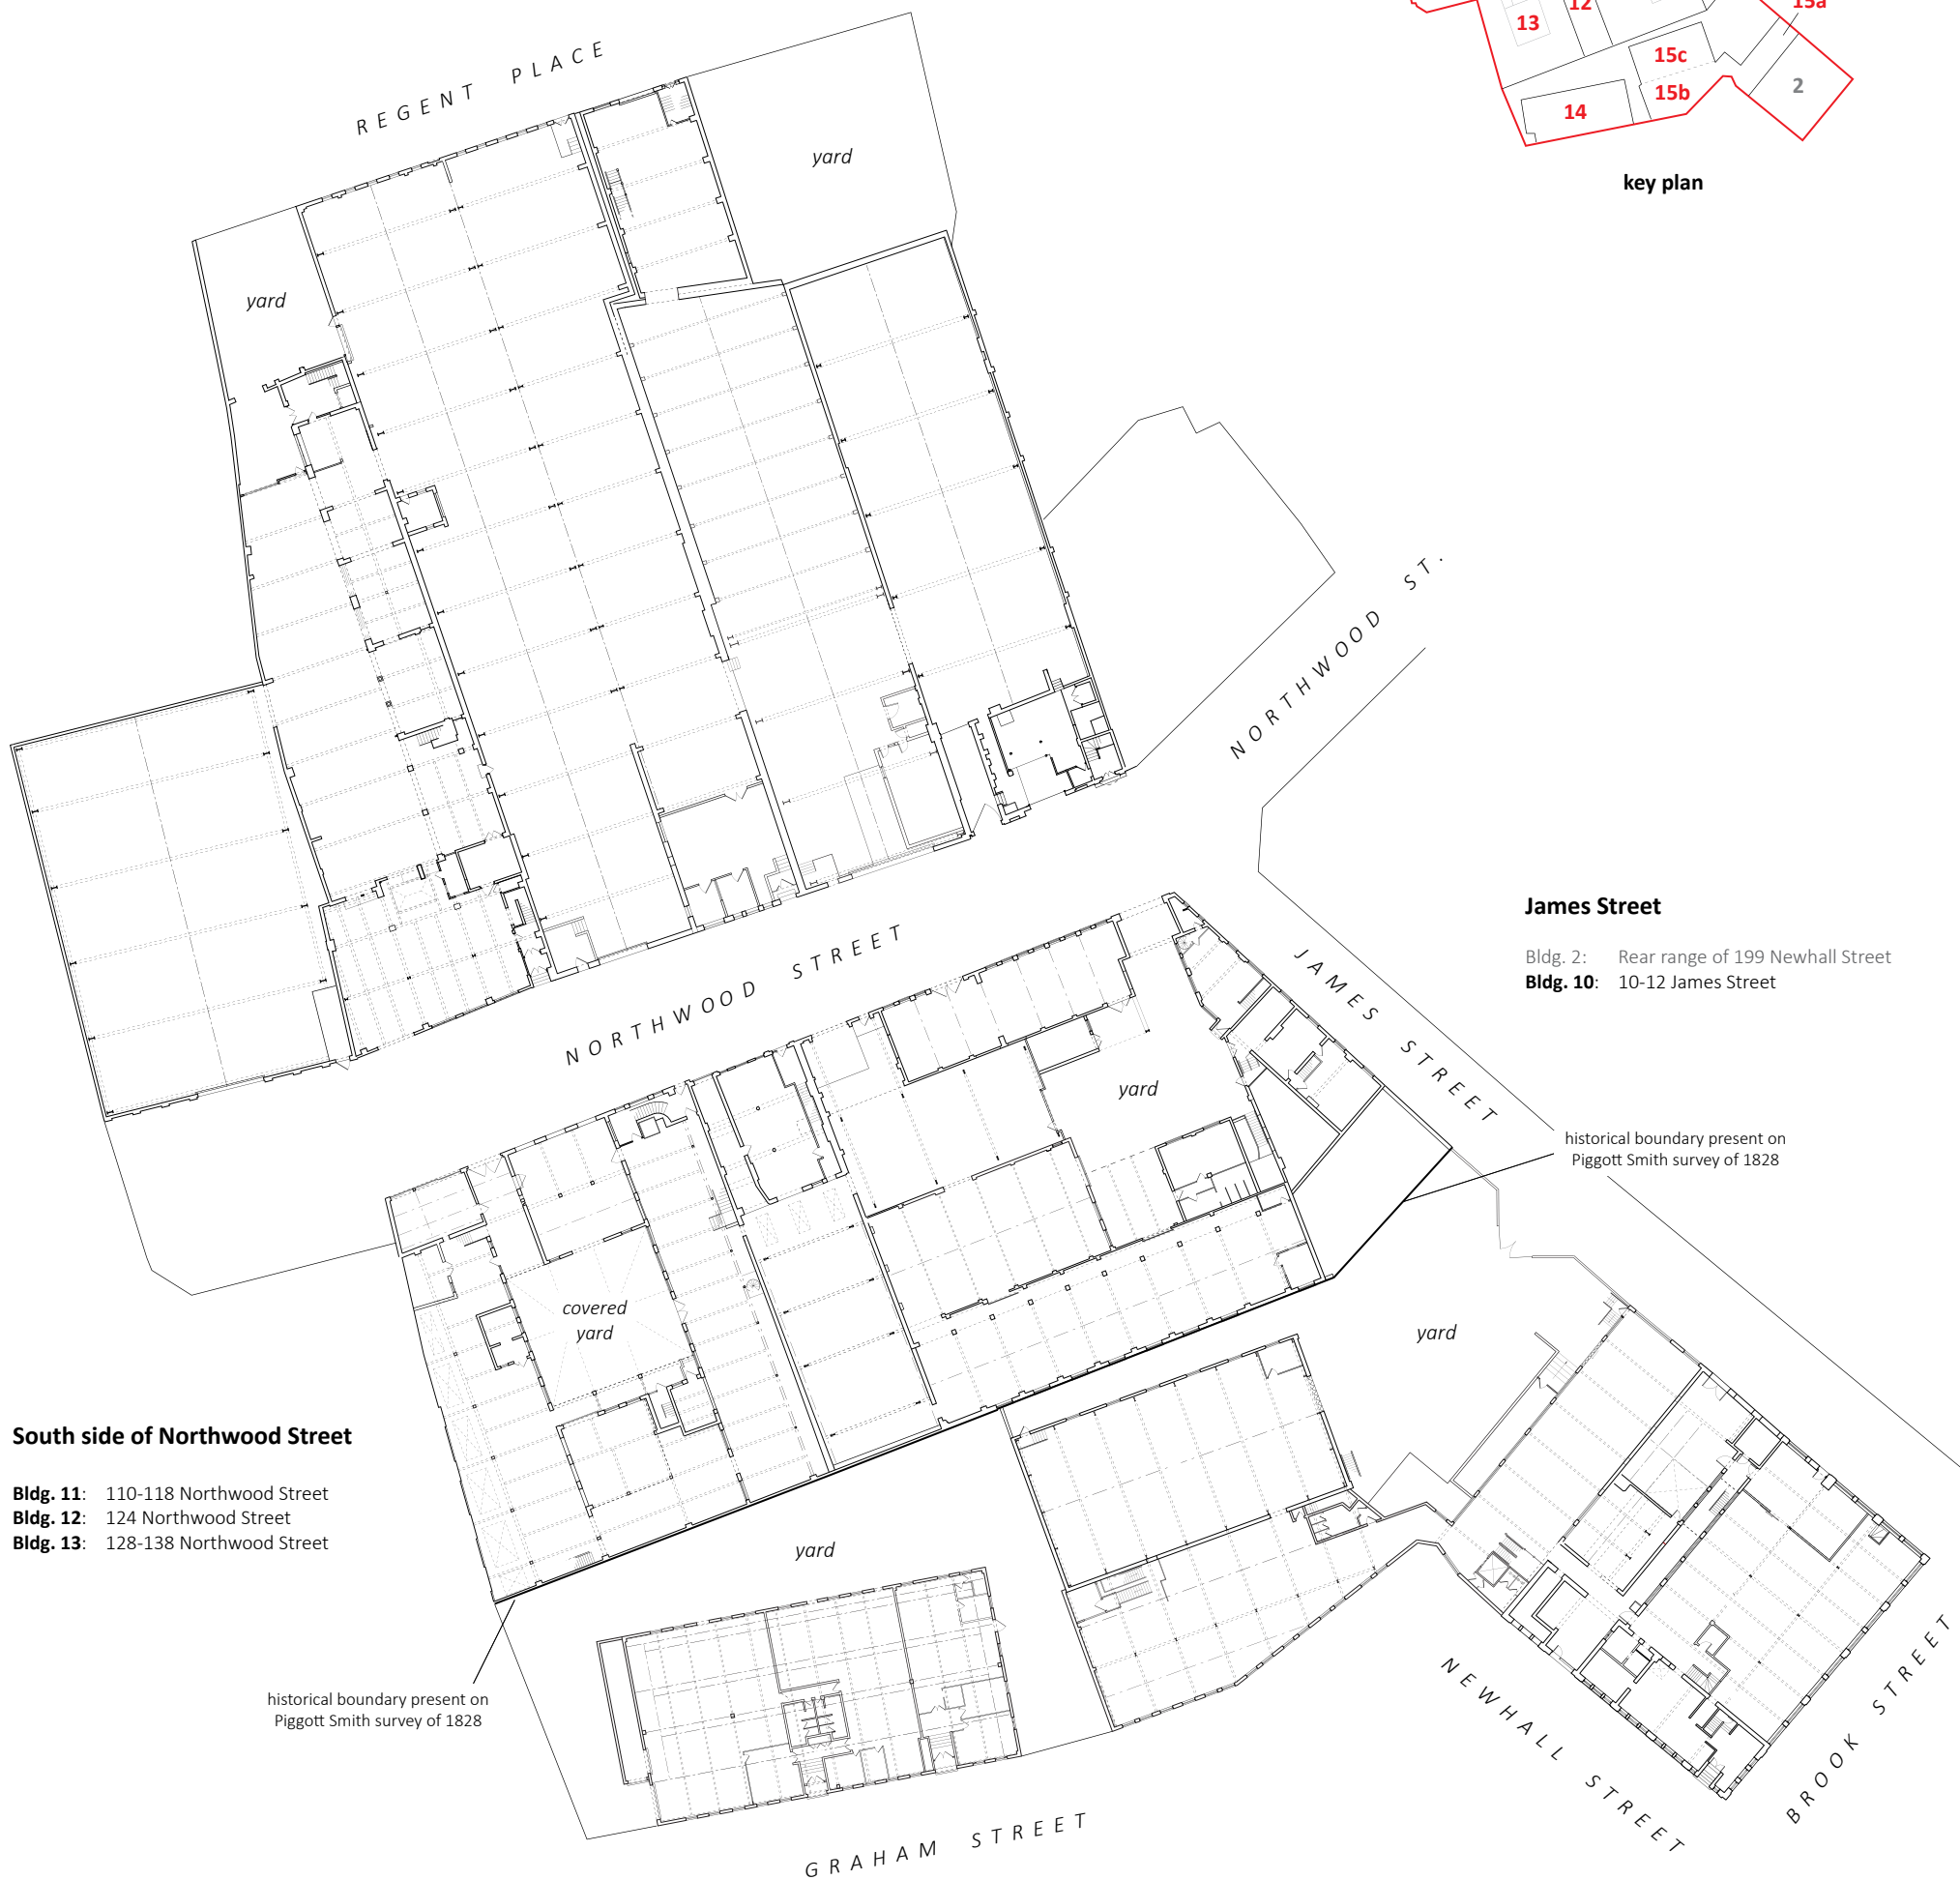 REGENT PLACE
12
15a
13
15c
15b
2
14
key plan
yard
yard
NORTHWOOD ST.
James Street
Bldg. 2: Rear range of 199 Newhall Street
Bldg. 10: 10-12 James Street
NORTHWOOD STREET
JAMES STREET
yard
historical boundary present on
Piggott Smith survey of 1828
covered
yard
yard
South side of Northwood Street
Bldg. 11: 110-118 Northwood Street
Bldg. 12: 124 Northwood Street
Bldg. 13: 128-138 Northwood Street
yard
historical boundary present on
Piggott Smith survey of 1828
NEWHALL STREET
BROOK STREET
GRAHAM STREET